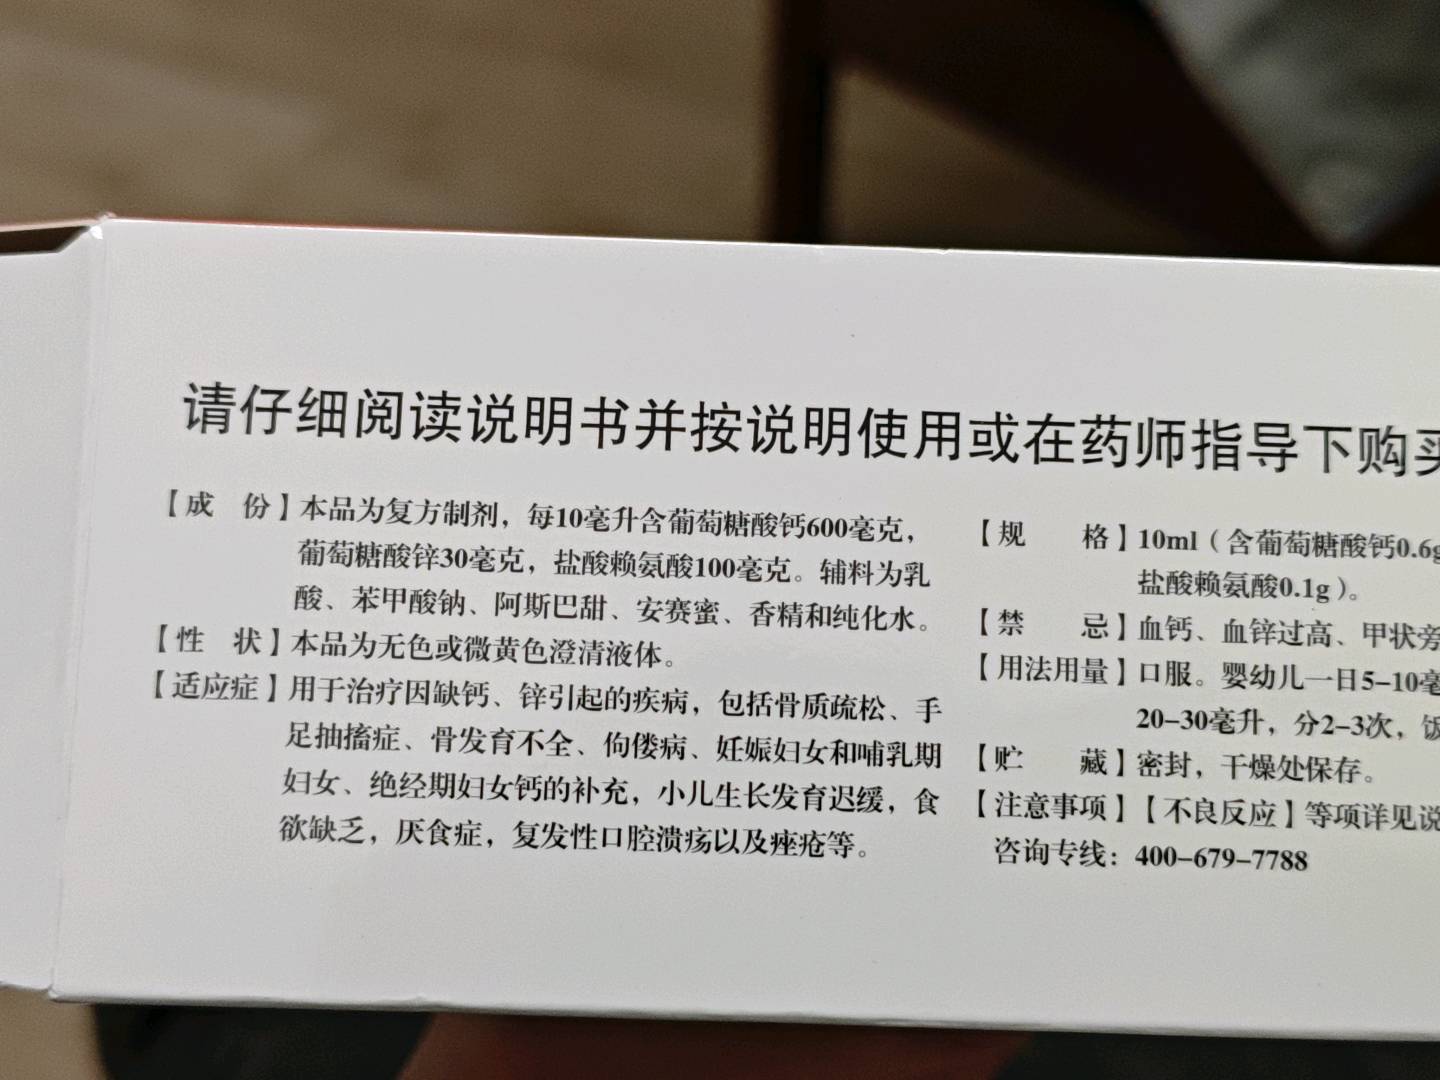 请仔细阅读说明书并按说明使用或在药师指导下购买
【成 份】本品为复方制剂，每10毫升含葡萄糖酸钙600毫克，
葡萄糖酸锌30毫克，盐酸赖氨酸100毫克。辅料为乳
酸、苯甲酸钠、阿斯巴甜、安赛蜜、香精和纯化水。
【性 状】本品为无色或微黄色澄清液体。
【适应症】用于治疗因缺钙、锌引起的疾病，包括骨质疏松、手
足抽搐症、骨发育不全、佝偻病、妊娠妇女和哺乳期
妇女、绝经期妇女钙的补充，小儿生长发育迟缓，食
欲缺乏，厌食症，复发性口腔溃疡以及痤疮等。
【规 格】10ml（含葡萄糖酸钙0.6g
盐酸赖氨酸0.1g）。
【禁 忌】血钙、血锌过高、甲状旁
【用法用量】口服。婴幼儿一日5-10毫
20-30毫升，分2-3次，饭
【贮 藏】密封，干燥处保存。
【注意事项】【不良反应】等项详见说
咨询专线：400-679-7788